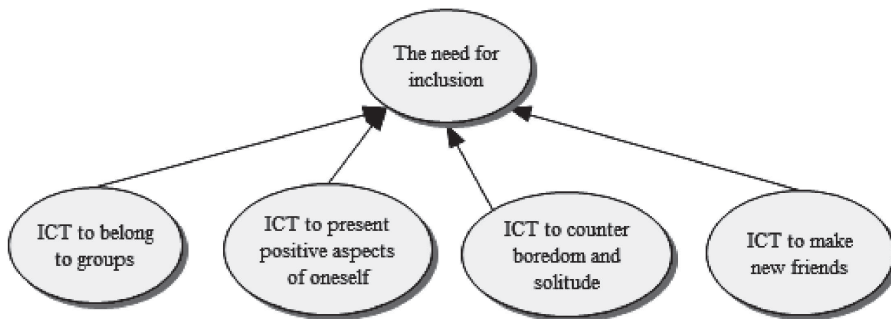 The need for
inclusion
ICT to belong
to groups
ICT to present
positive aspects
of oneself
ICT to counter
boredom and
solitude
ICT to make
new friends